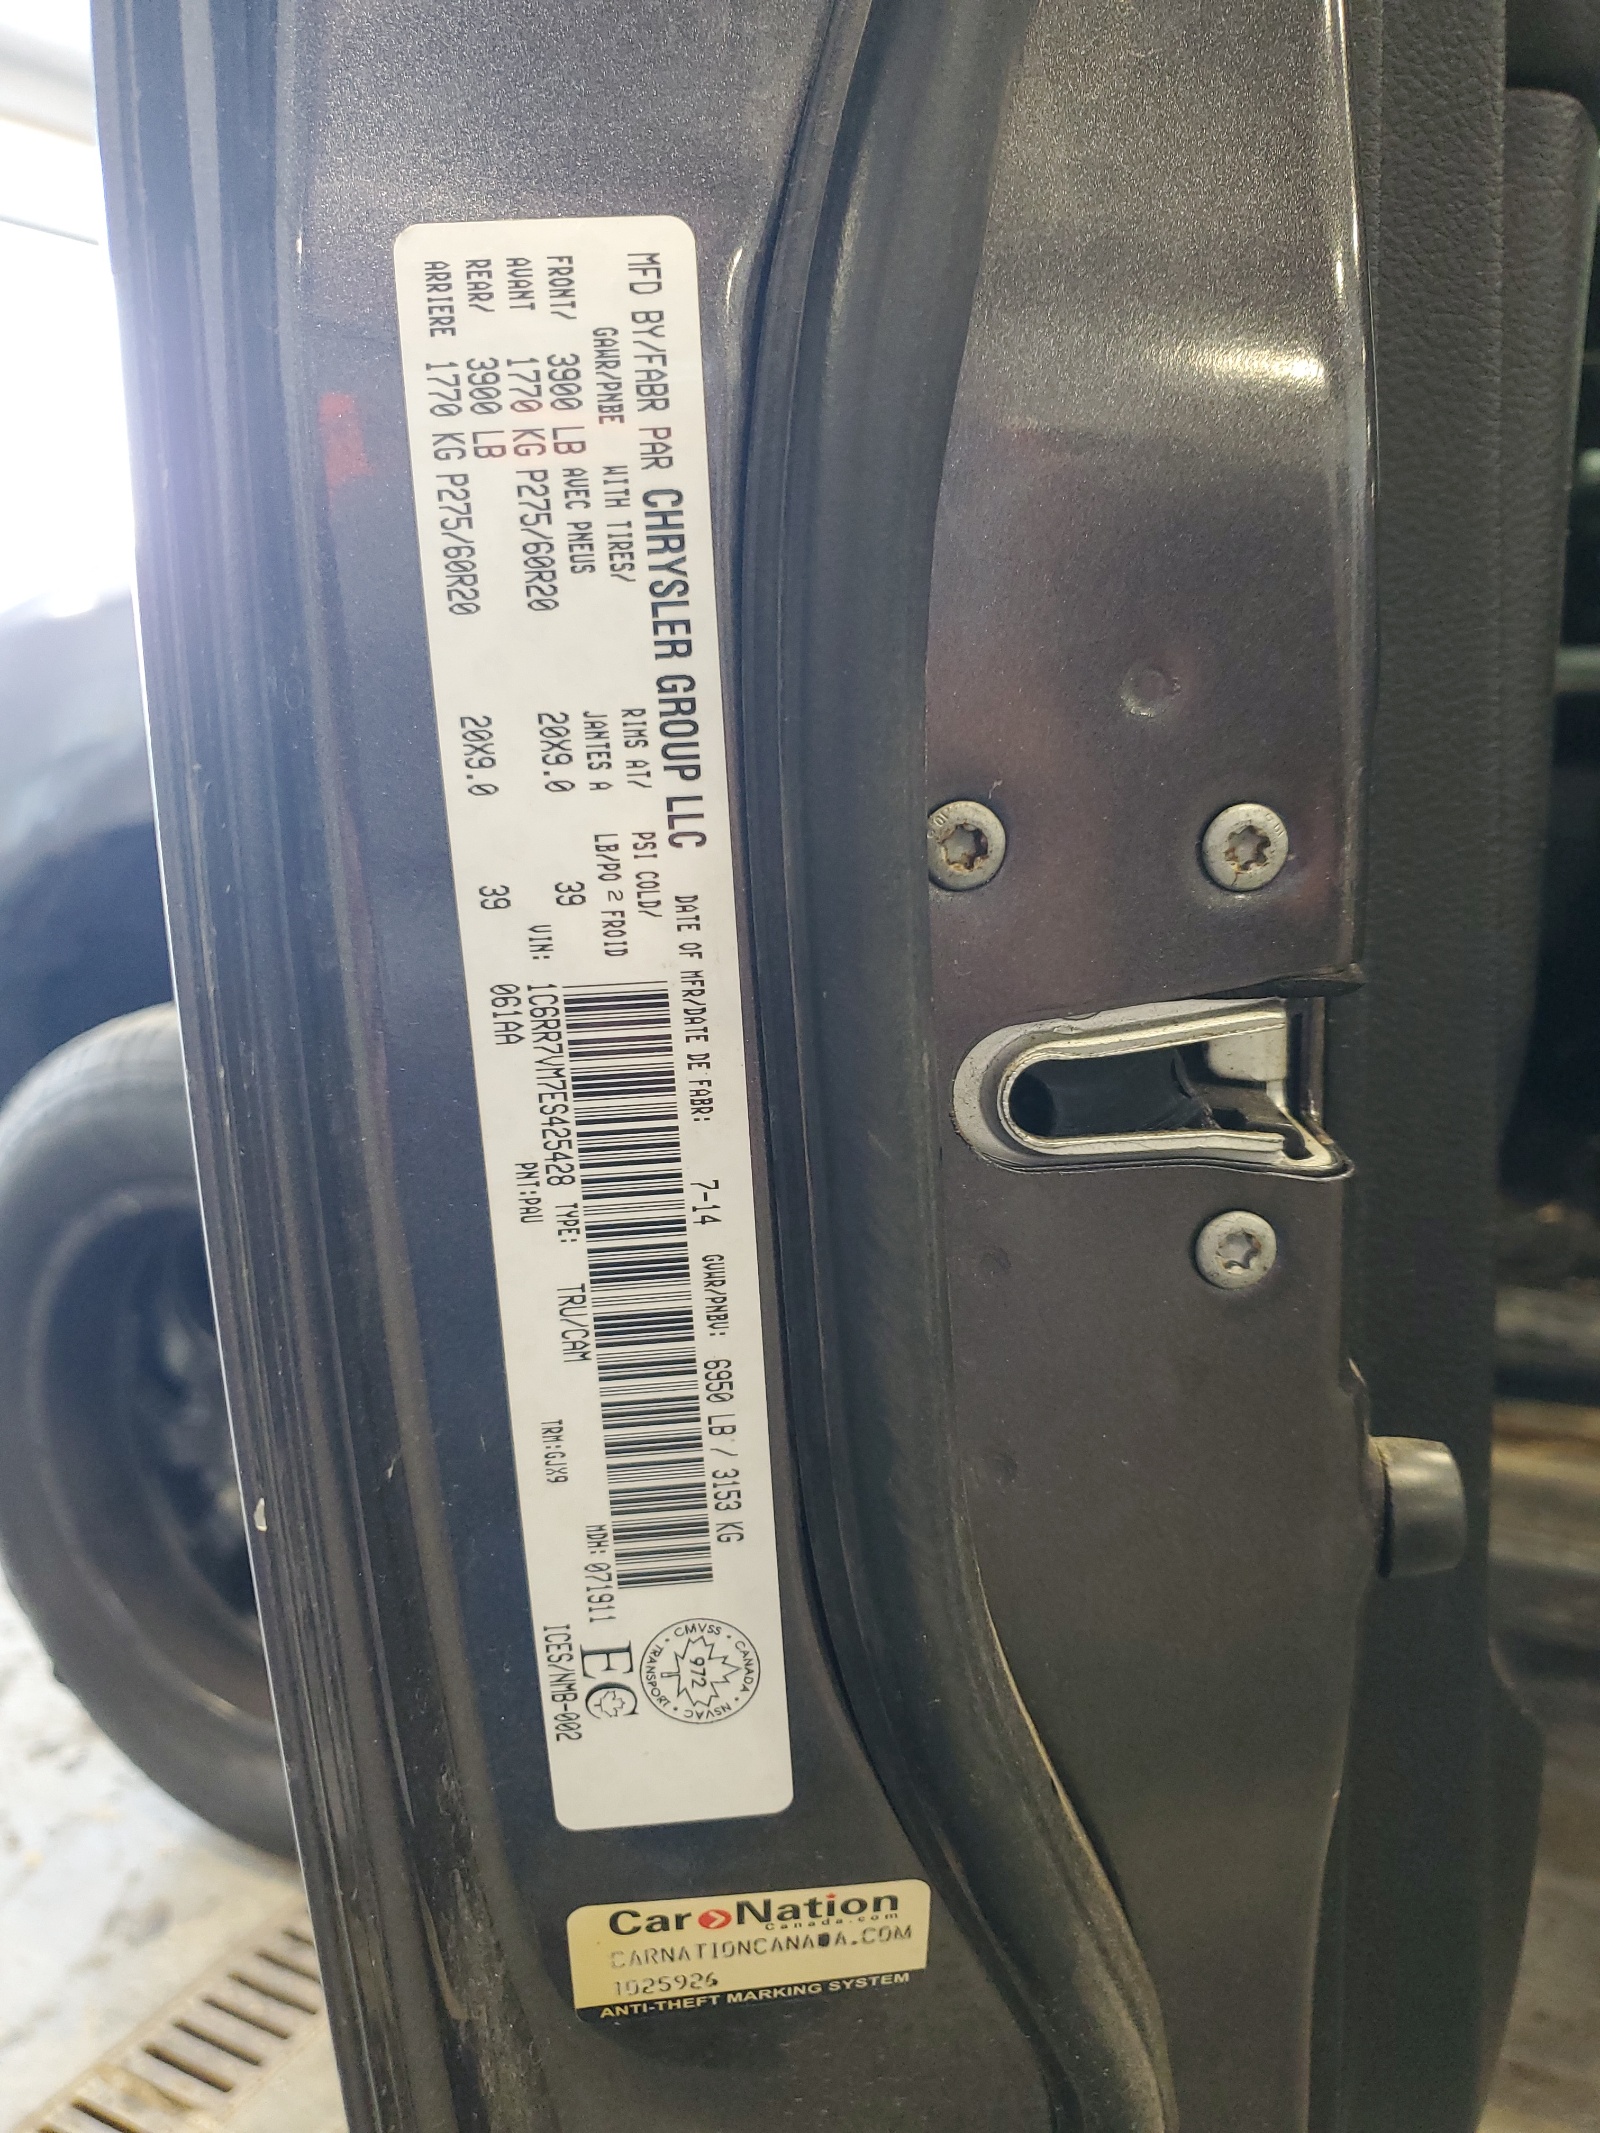 MFD BY/FABR PAR CHRYSLER GROUP LLC DATE OF MFR/DATE DE FABR: 7-14 GVWR/PNBV: 6950 LB / 3153 KG
GAWR/PNBE WITH TIRES/ RIMS AT/ PSI COLD/
AVEC PNEUS JANTES A LB/PO 2 FROID
FRONT/ 3900 LB
AVANT 1770 KG P275/60R20 20X9.0 39
REAR/ 3900 LB
ARRIERE 1770 KG P275/60R20 20X9.0 39
VIN: 1C6RR7VM7ES425428 TYPE: TRU/CAM MDH: 071911
061AA PNT:PAU TRM:GJX9 ICES/NMB-002
EC
CMVSS • CANADA • NSVAC • TRANSPORT •
972
Car Nation
Canada.com
CARNATIONCANADA.COM
1025926
ANTI-THEFT MARKING SYSTEM